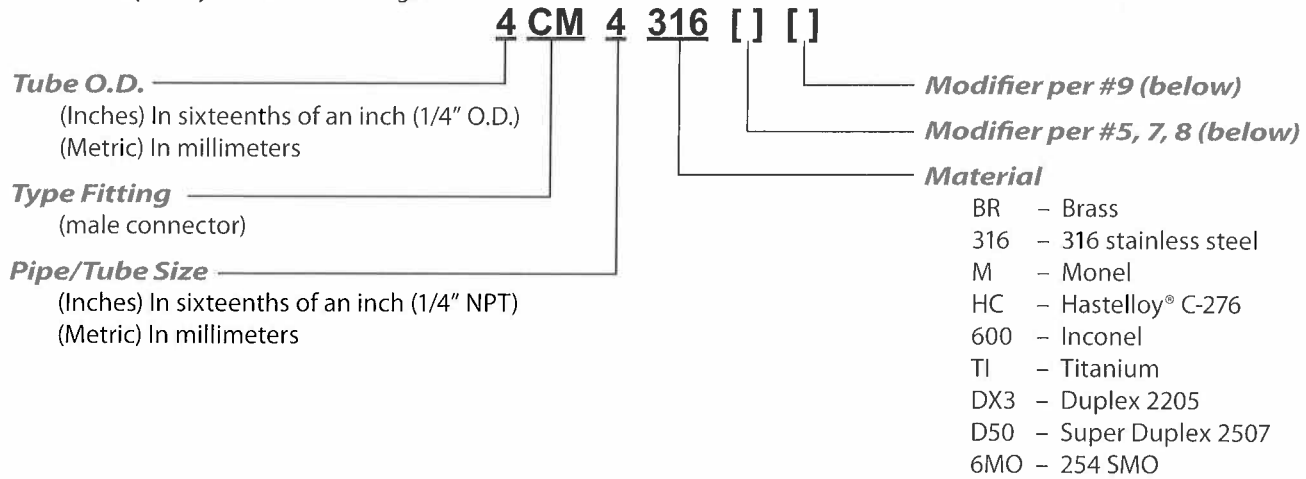 4 CM 4 316 [ ] [ ]
Tube O.D.
(Inches) In sixteenths of an inch (1/4" O.D.)
(Metric) In millimeters
Type Fitting
(male connector)
Pipe/Tube Size
(Inches) In sixteenths of an inch (1/4" NPT)
(Metric) In millimeters
Modifier per #9 (below)
Modifier per #5, 7, 8 (below)
Material
BR – Brass
316 – 316 stainless steel
M – Monel
HC – Hastelloy® C-276
600 – Inconel
TI – Titanium
DX3 – Duplex 2205
D50 – Super Duplex 2507
6MO – 254 SMO